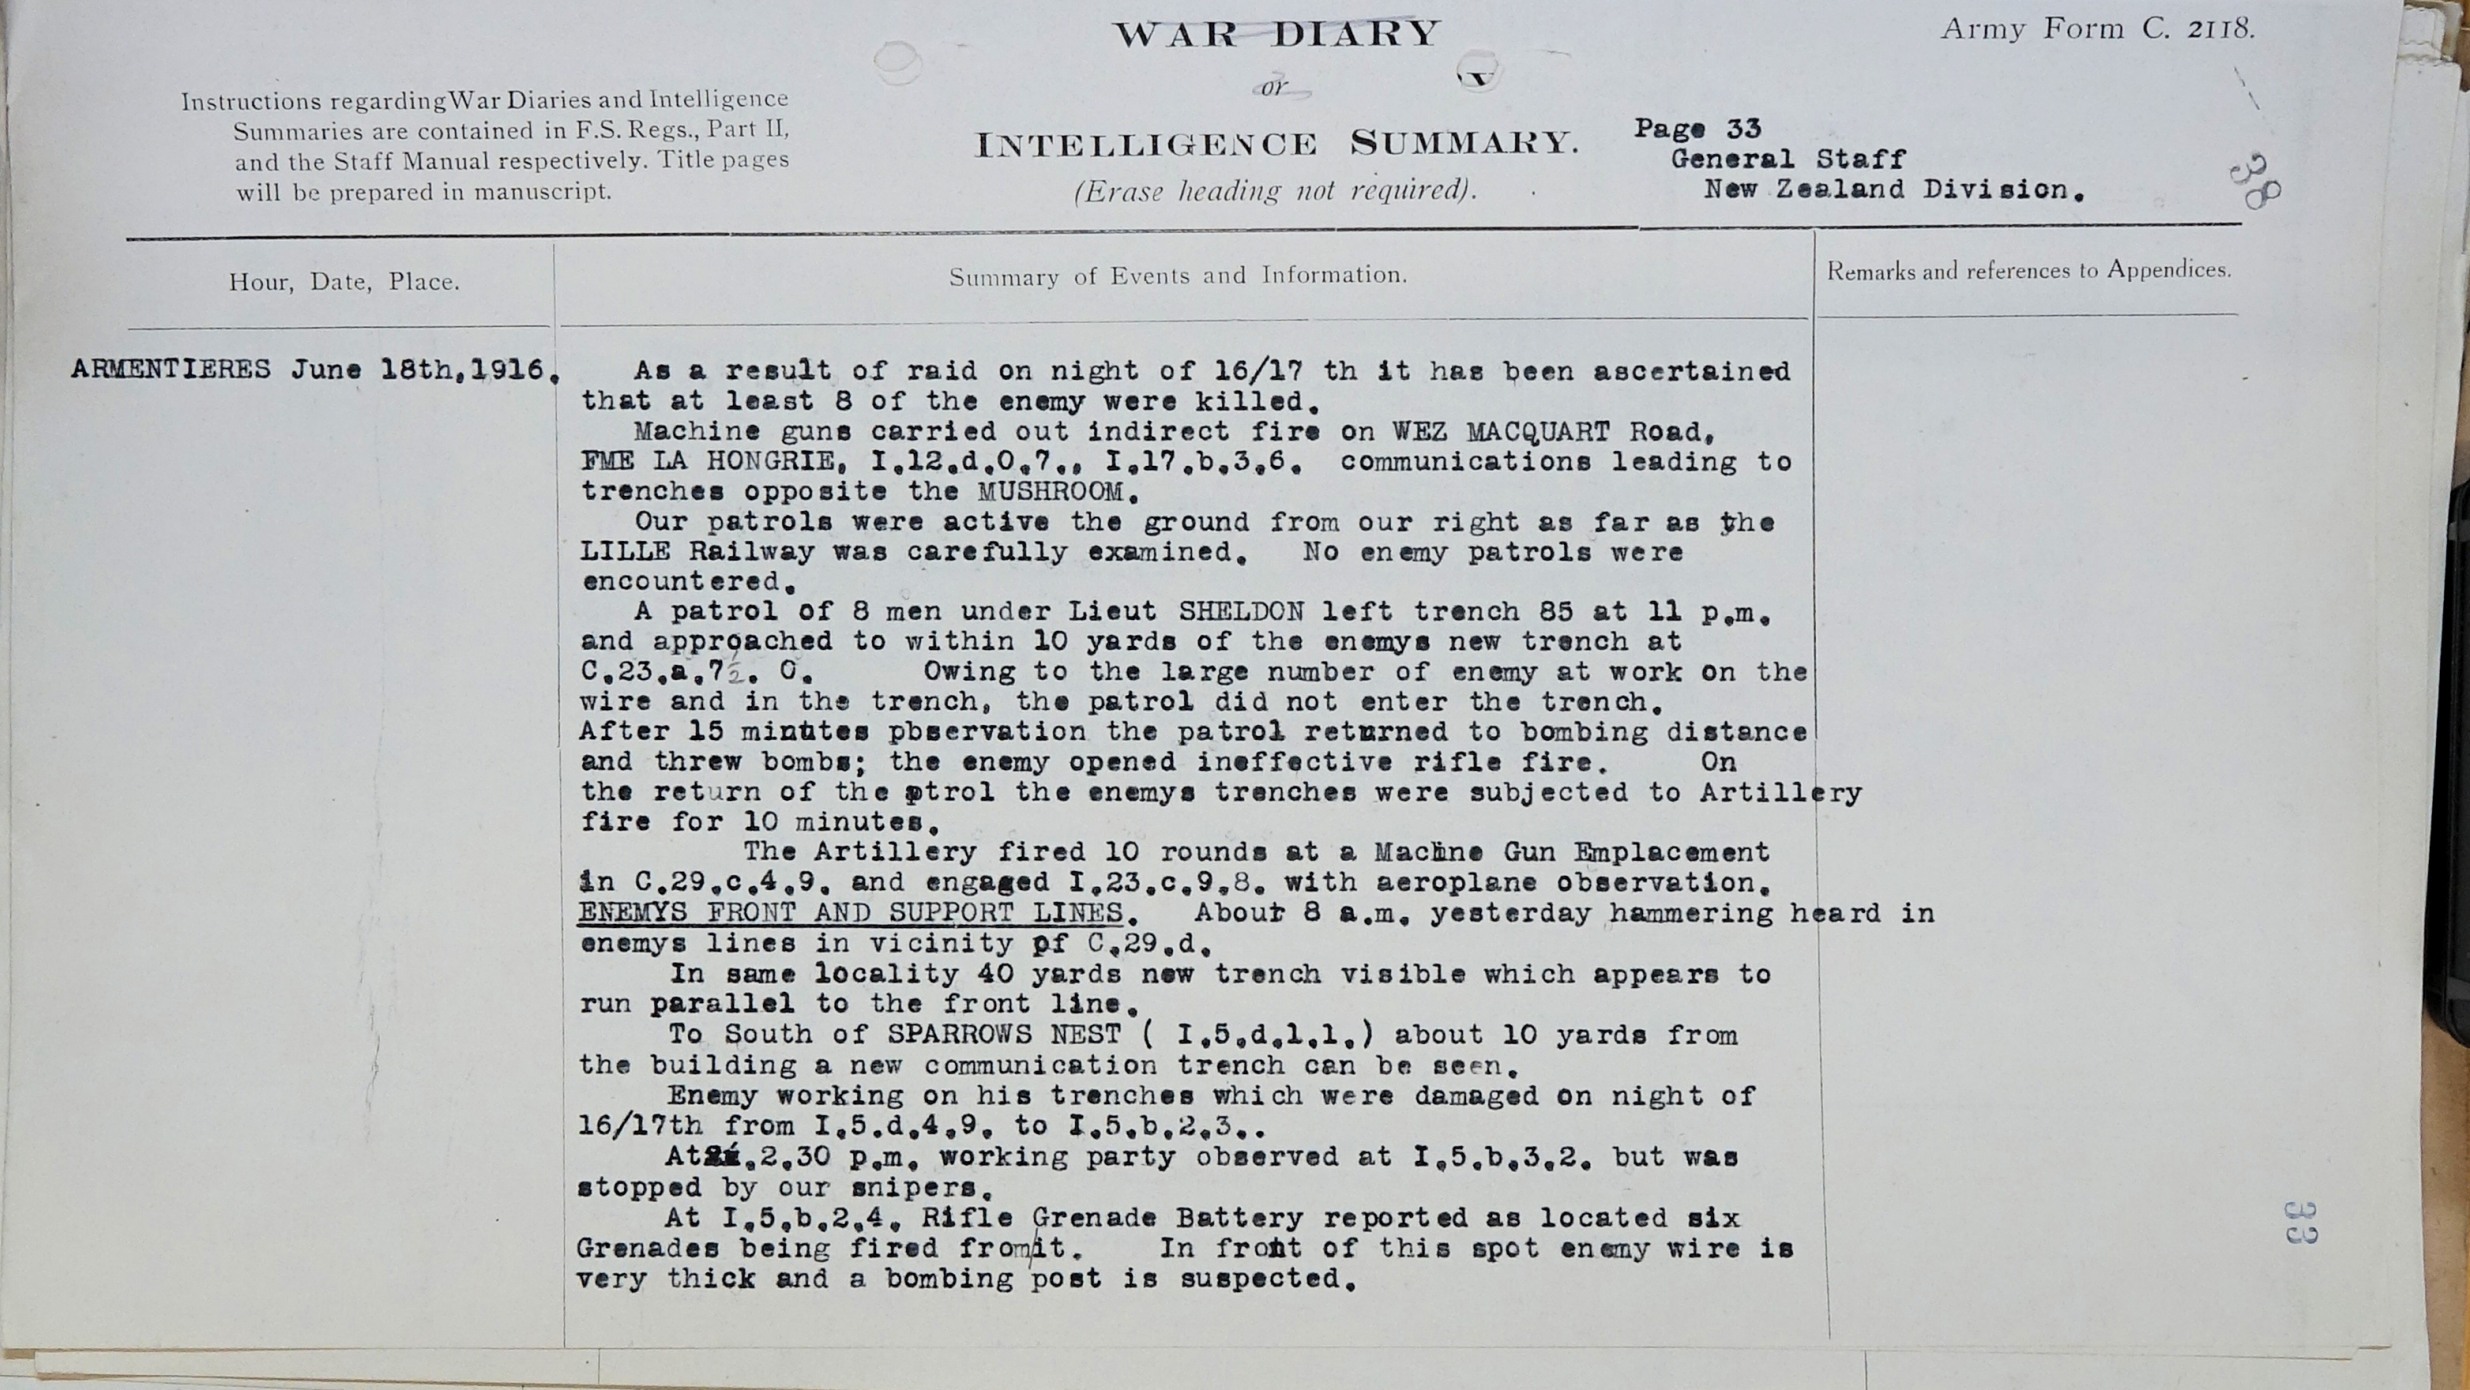 WAR DIARY
Army Form C. 2118.
or
Instructions regarding War Diaries and Intelligence
Summaries are contained in F.S. Regs., Part II,
and the Staff Manual respectively. Title pages
will be prepared in manuscript.
INTELLIGENCE SUMMARY.
(Erase heading not required).
Page 33
General Staff
New Zealand Division.
38
Hour, Date, Place.
Summary of Events and Information.
Remarks and references to Appendices.
ARMENTIERES June 18th,1916.
As a result of raid on night of 16/17 th it has been ascertained
that at least 8 of the enemy were killed.
Machine guns carried out indirect fire on WEZ MACQUART Road,
FME LA HONGRIE, I.12.d.0.7., I.17.b.3.6. communications leading to
trenches opposite the MUSHROOM.
Our patrols were active the ground from our right as far as the
LILLE Railway was carefully examined. No enemy patrols were
encountered.
A patrol of 8 men under Lieut SHELDON left trench 85 at 11 p.m.
and approached to within 10 yards of the enemys new trench at
C.23.a.7½. 0. Owing to the large number of enemy at work on the
wire and in the trench, the patrol did not enter the trench.
After 15 mintites pbservation the patrol returned to bombing distance
and threw bombs; the enemy opened ineffective rifle fire. On
the return of the ptrol the enemys trenches were subjected to Artillery
fire for 10 minutes.
The Artillery fired 10 rounds at a Machine Gun Emplacement
in C.29.c.4.9. and engaged I.23.c.9.8. with aeroplane observation.
ENEMYS FRONT AND SUPPORT LINES. About 8 a.m. yesterday hammering heard in
enemys lines in vicinity of C.29.d.
In same locality 40 yards new trench visible which appears to
run parallel to the front line.
To South of SPARROWS NEST ( I.5.d.1.1.) about 10 yards from
the building a new communication trench can be seen.
Enemy working on his trenches which were damaged on night of
16/17th from I.5.d.4.9. to I.5.b.2.3..
At 2.30 p.m. working party observed at I.5.b.3.2. but was
stopped by our snipers.
At I.5.b.2.4. Rifle Grenade Battery reported as located six
Grenades being fired from/it. In front of this spot enemy wire is
very thick and a bombing post is suspected.
33